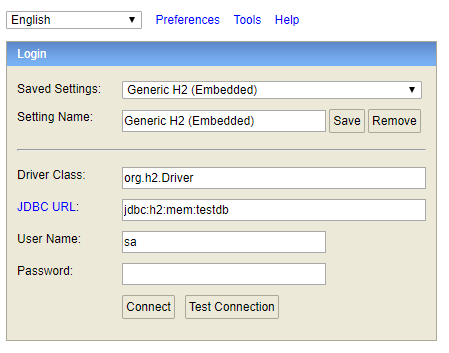 English Preferences Tools Help
Login
Saved Settings: Generic H2 (Embedded)
Setting Name: Generic H2 (Embedded) Save Remove
Driver Class: org.h2.Driver
JDBC URL: jdbc:h2:mem:testdb
User Name: sa
Password:
Connect Test Connection